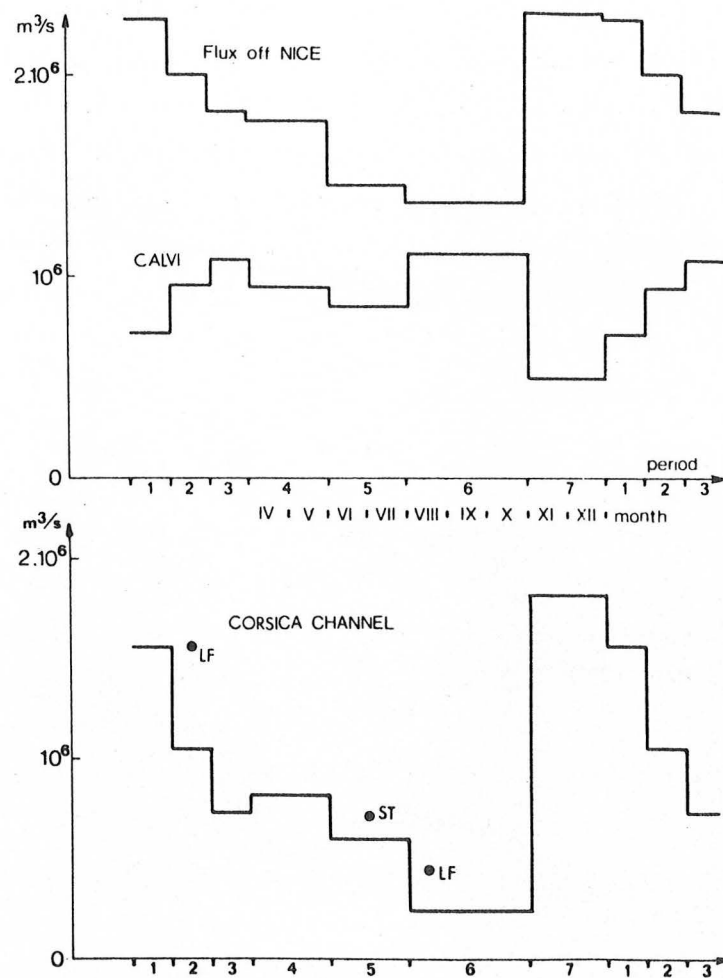 m³/s
Flux off NICE
2.10⁶
CALVI
10⁶
0
period
1 2 3 4 5 6 7 1 2 3
IV V VI VII VIII IX X XI XII month
m³/s
2.10⁶
CORSICA CHANNEL
LF
10⁶
ST
LF
0
1 2 3 4 5 6 7 1 2 3